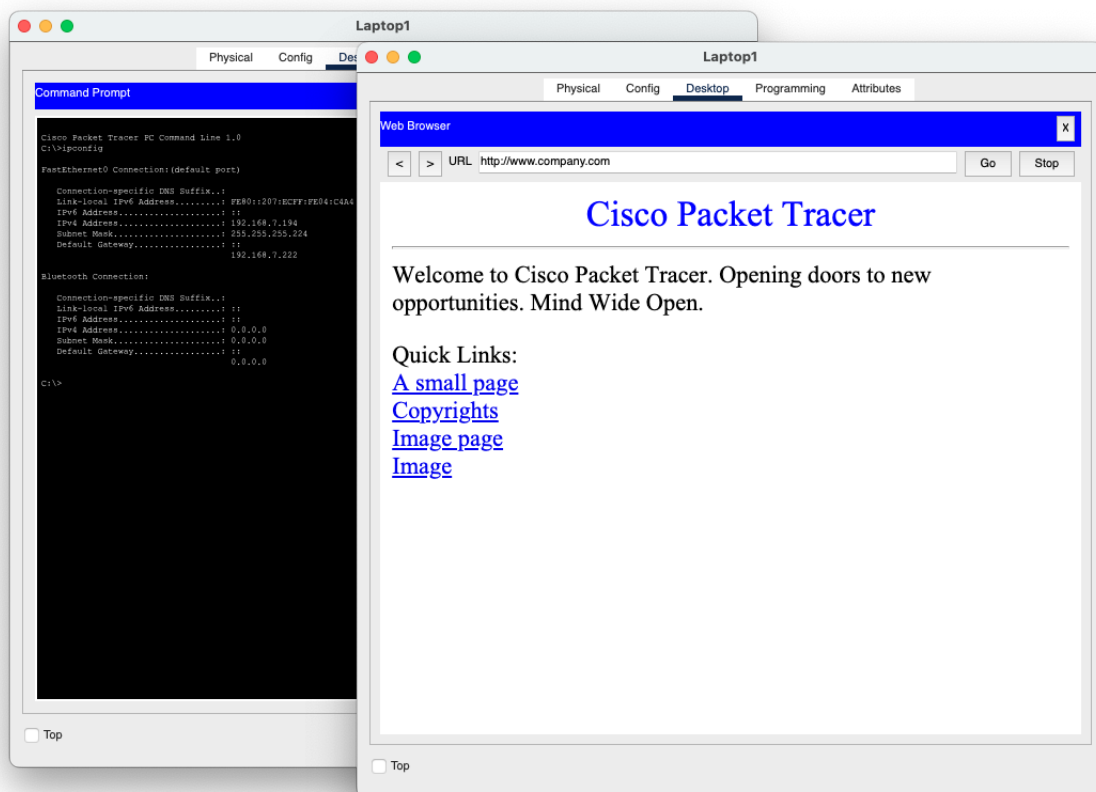 Laptop1
Physical Config Des
Command Prompt
Cisco Packet Tracer PC Command Line 1.0
C:\>ipconfig
FastEthernet0 Connection:(default port)
Connection-specific DNS Suffix..:
Link-local IPv6 Address.........: FE80::207:ECFF:FE04:C4A4
IPv6 Address....................: ::
IPv4 Address....................: 192.168.7.194
Subnet Mask.....................: 255.255.255.224
Default Gateway.................: ::
192.168.7.222
Bluetooth Connection:
Connection-specific DNS Suffix..:
Link-local IPv6 Address.........: ::
IPv6 Address....................: ::
IPv4 Address....................: 0.0.0.0
Subnet Mask.....................: 0.0.0.0
Default Gateway.................: ::
0.0.0.0
C:\>
Top
Laptop1
Physical Config Desktop Programming Attributes
Web Browser X
< > URL http://www.company.com Go Stop
Cisco Packet Tracer
Welcome to Cisco Packet Tracer. Opening doors to new
opportunities. Mind Wide Open.
Quick Links:
A small page
Copyrights
Image page
Image
Top